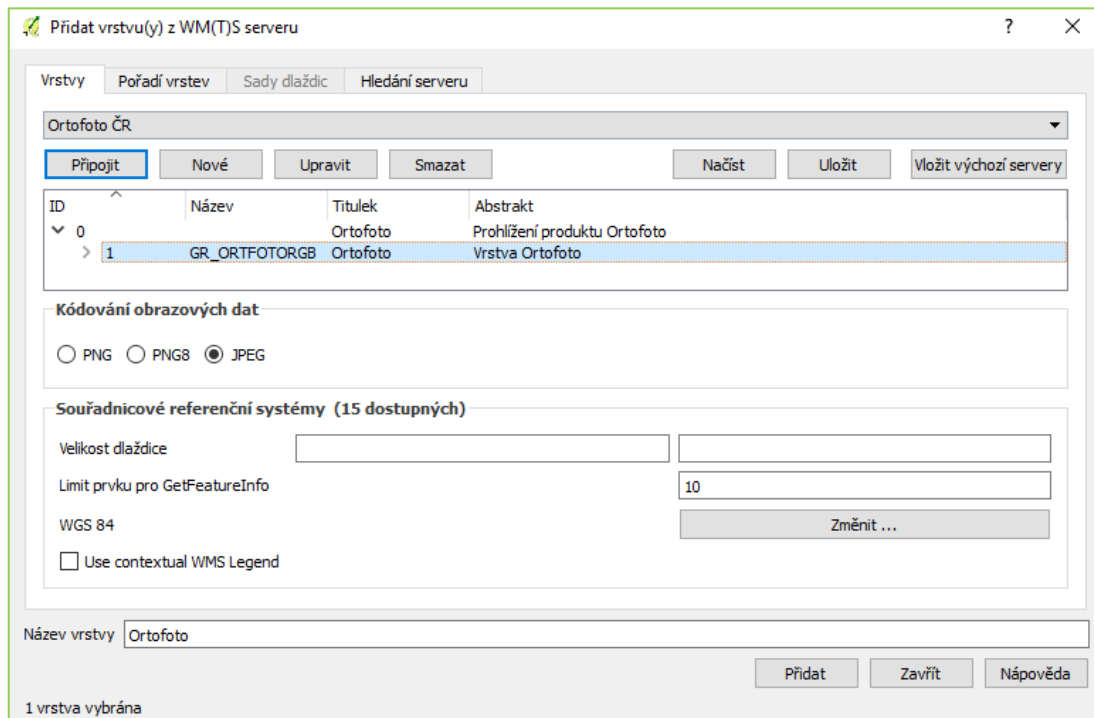 Přidat vrstvu(y) z WM(T)S serveru
?
Vrstvy Pořadí vrstev Sady dlaždic Hledání serveru
Ortofoto ČR
Připojit Nové Upravit Smazat Načíst Uložit Vložit výchozí servery
ID Název Titulek Abstrakt
0 Ortofoto Prohlížení produktu Ortofoto
1 GR_ORTFOTORGB Ortofoto Vrstva Ortofoto
Kódování obrazových dat
PNG PNG8 JPEG
Souřadnicové referenční systémy (15 dostupných)
Velikost dlaždice
Limit prvku pro GetFeatureInfo 10
WGS 84 Změnit ...
Use contextual WMS Legend
Název vrstvy Ortofoto
Přidat Zavřít Nápověda
1 vrstva vybrána